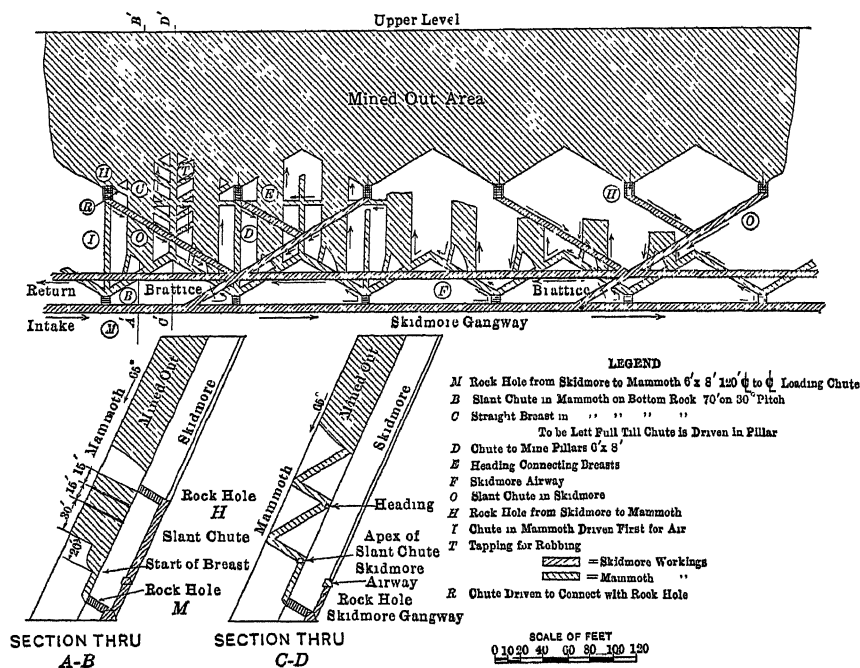 B' D'
Upper Level
Mined Out Area
H
C
T
E
H
R
D
O
I
O
Return
B
Brattice
F
Brattice
Intake
M
A'
C'
Skidmore Gangway
65°
Mined Out
Mammoth
Skidmore
15' 15'
30'
20'
Rock Hole
H
Slant Chute
Start of Breast
Rock Hole
M
SECTION THRU
A-B
65°
Mined Out
Skidmore
Mammoth
Heading
Apex of
Slant Chute
Skidmore
Airway
Rock Hole
Skidmore Gangway
SECTION THRU
C-D
LEGEND
M Rock Hole from Skidmore to Mammoth 6'x 8' 120' ℄ to ℄ Loading Chute
B Slant Chute in Mammoth on Bottom Rock 70' on 30° Pitch
C Straight Breast in " " " "
To be Left Full Till Chute is Driven in Pillar
D Chute to Mine Pillars 6'x 8'
E Heading Connecting Breasts
F Skidmore Airway
O Slant Chute in Skidmore
H Rock Hole from Skidmore to Mammoth
I Chute in Mammoth Driven First for Air
T Tapping for Robbing
= Skidmore Workings
= Mammoth "
R Chute Driven to Connect with Rock Hole
SCALE OF FEET
0 10 20 40 60 80 100 120